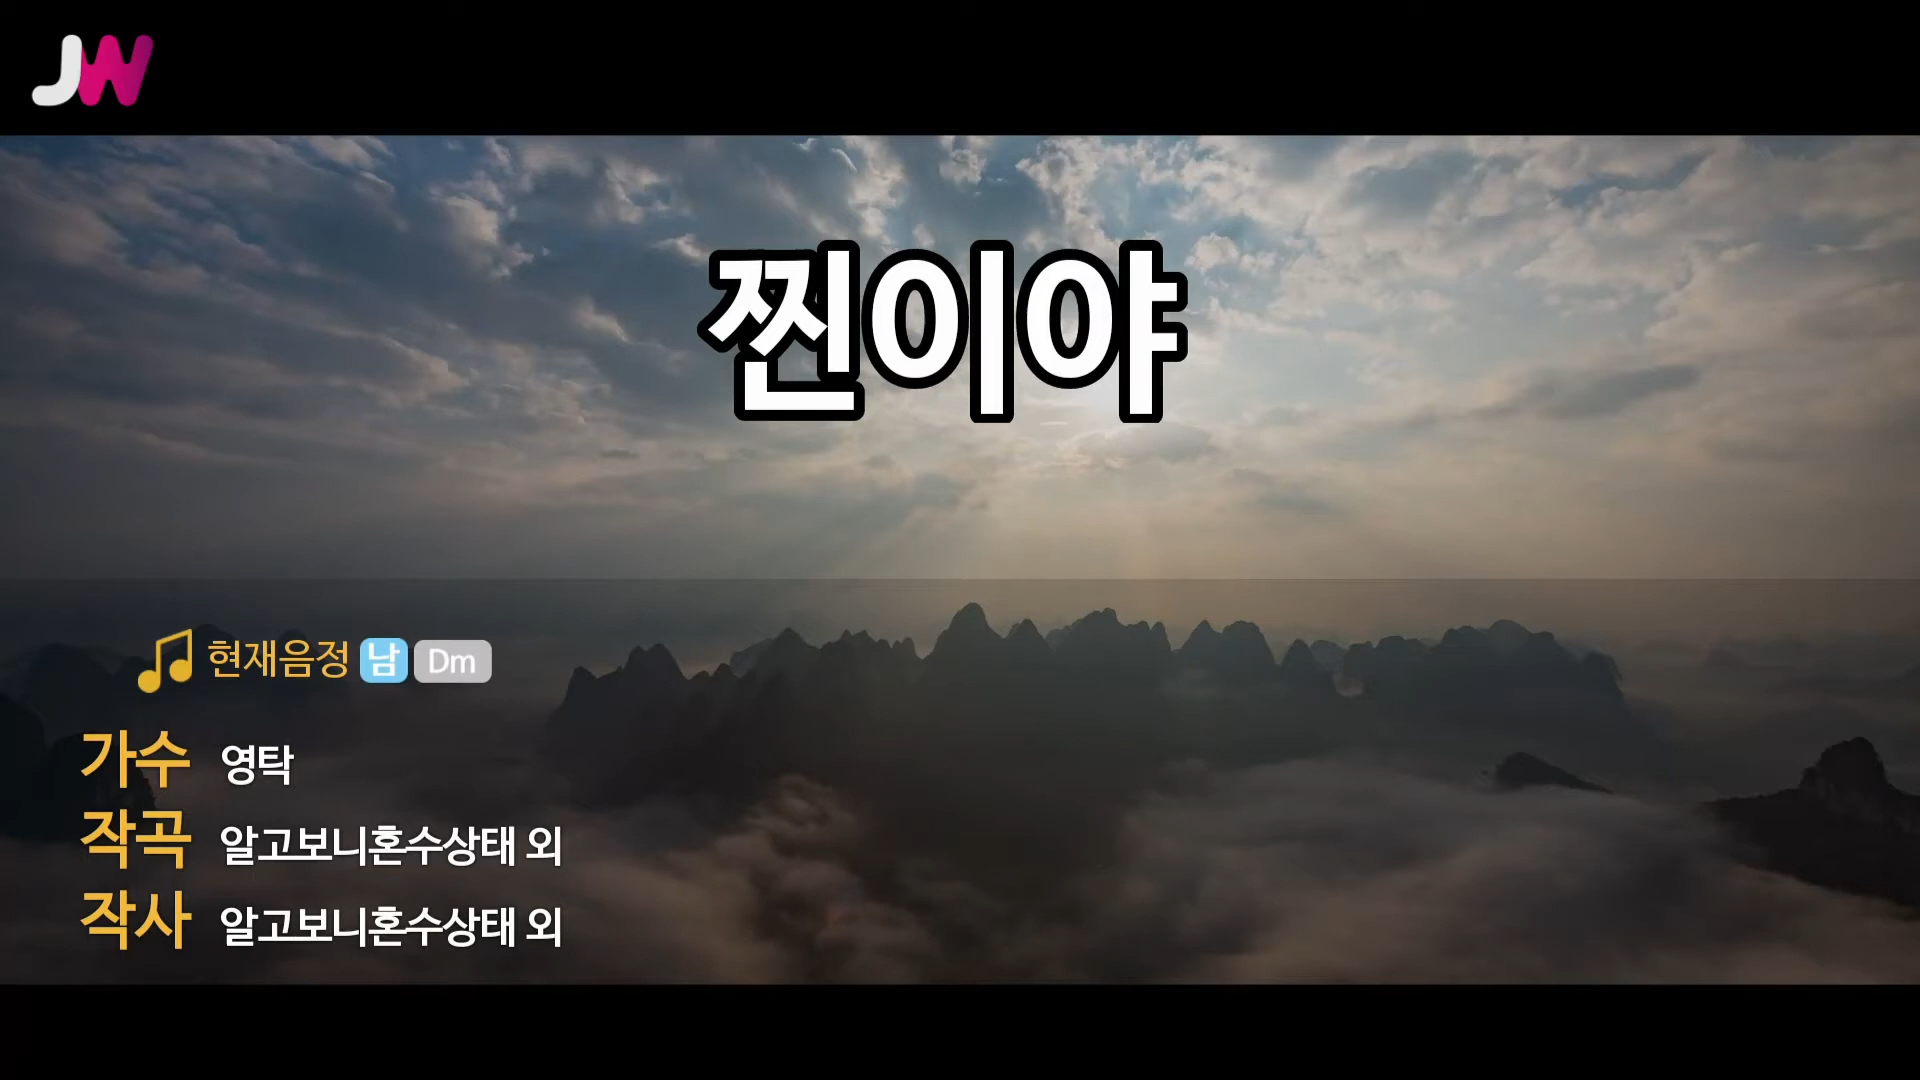 JW
찐이야
현재음정 남 Dm
가수 영탁
작곡 알고보니혼수상태 외
작사 알고보니혼수상태 외